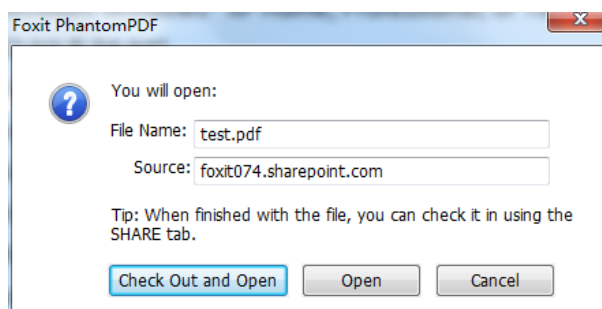 Foxit PhantomPDF
You will open:
File Name: test.pdf
Source: foxit074.sharepoint.com
Tip: When finished with the file, you can check it in using the
SHARE tab.
Check Out and Open Open Cancel